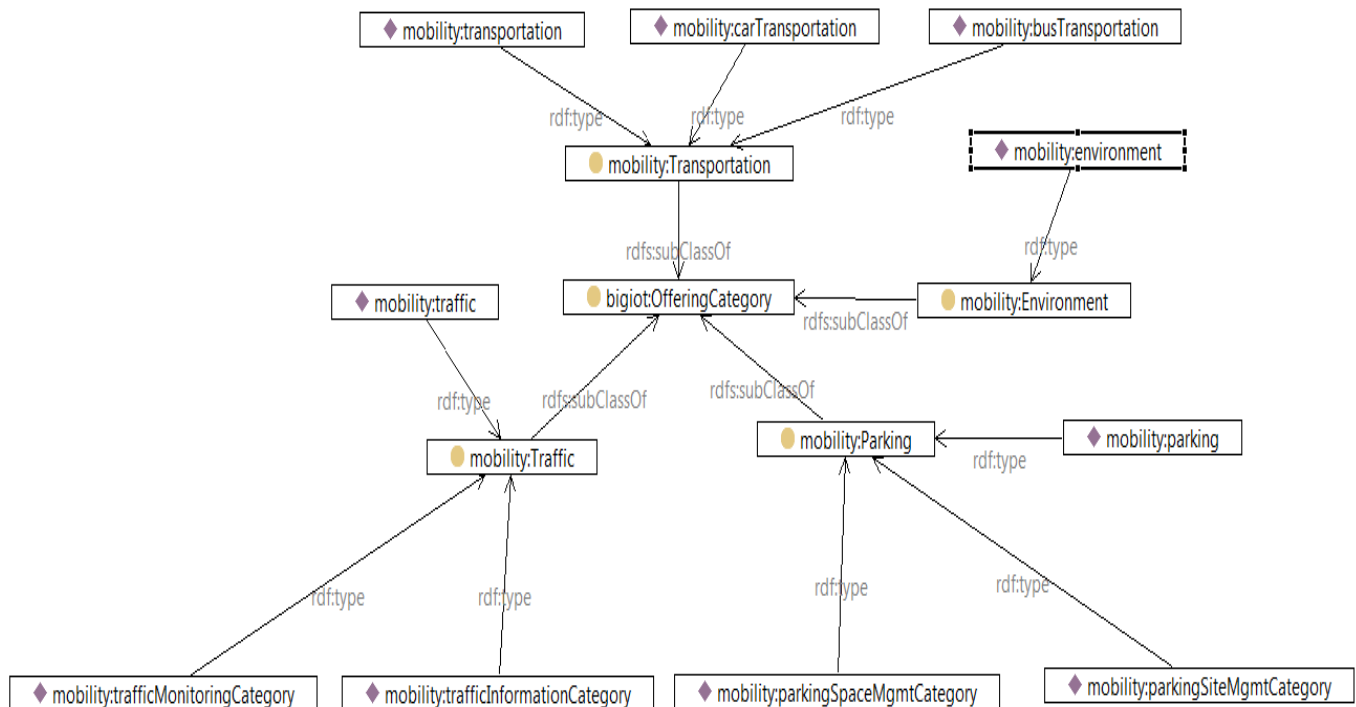 mobility:transportation
mobility:carTransportation
mobility:busTransportation
rdf:type
rdf:type
rdf:type
mobility:environment
mobility:Transportation
rdf:type
rdfs:subClassOf
mobility:traffic
bigiot:OfferingCategory
mobility:Environment
rdfs:subClassOf
rdf:type
rdfs:subClassOf
rdfs:subClassOf
mobility:Traffic
mobility:Parking
mobility:parking
rdf:type
rdf:type
rdf:type
rdf:type
rdf:type
mobility:trafficMonitoringCategory
mobility:trafficInformationCategory
mobility:parkingSpaceMgmtCategory
mobility:parkingSiteMgmtCategory